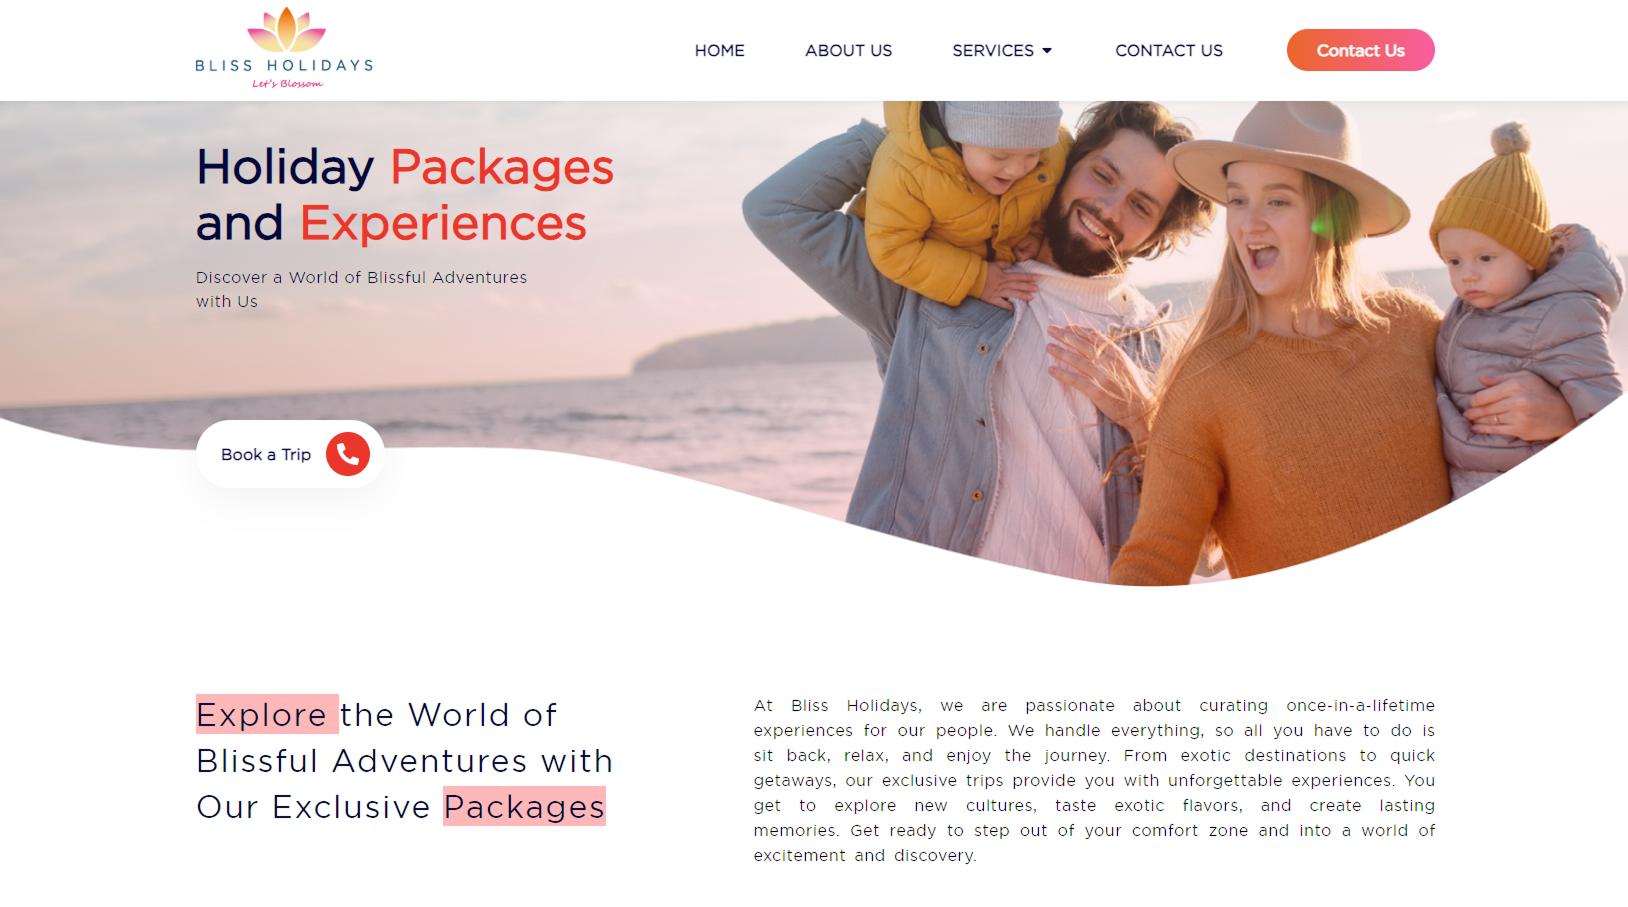 BLISS HOLIDAYS
Let's Blossom
HOME
ABOUT US
SERVICES
CONTACT US
Contact Us
Holiday Packages
and Experiences
Discover a World of Blissful Adventures
with Us
Book a Trip
Explore the World of
Blissful Adventures with
Our Exclusive Packages
At Bliss Holidays, we are passionate about curating once-in-a-lifetime
experiences for our people. We handle everything, so all you have to do is
sit back, relax, and enjoy the journey. From exotic destinations to quick
getaways, our exclusive trips provide you with unforgettable experiences. You
get to explore new cultures, taste exotic flavors, and create lasting
memories. Get ready to step out of your comfort zone and into a world of
excitement and discovery.